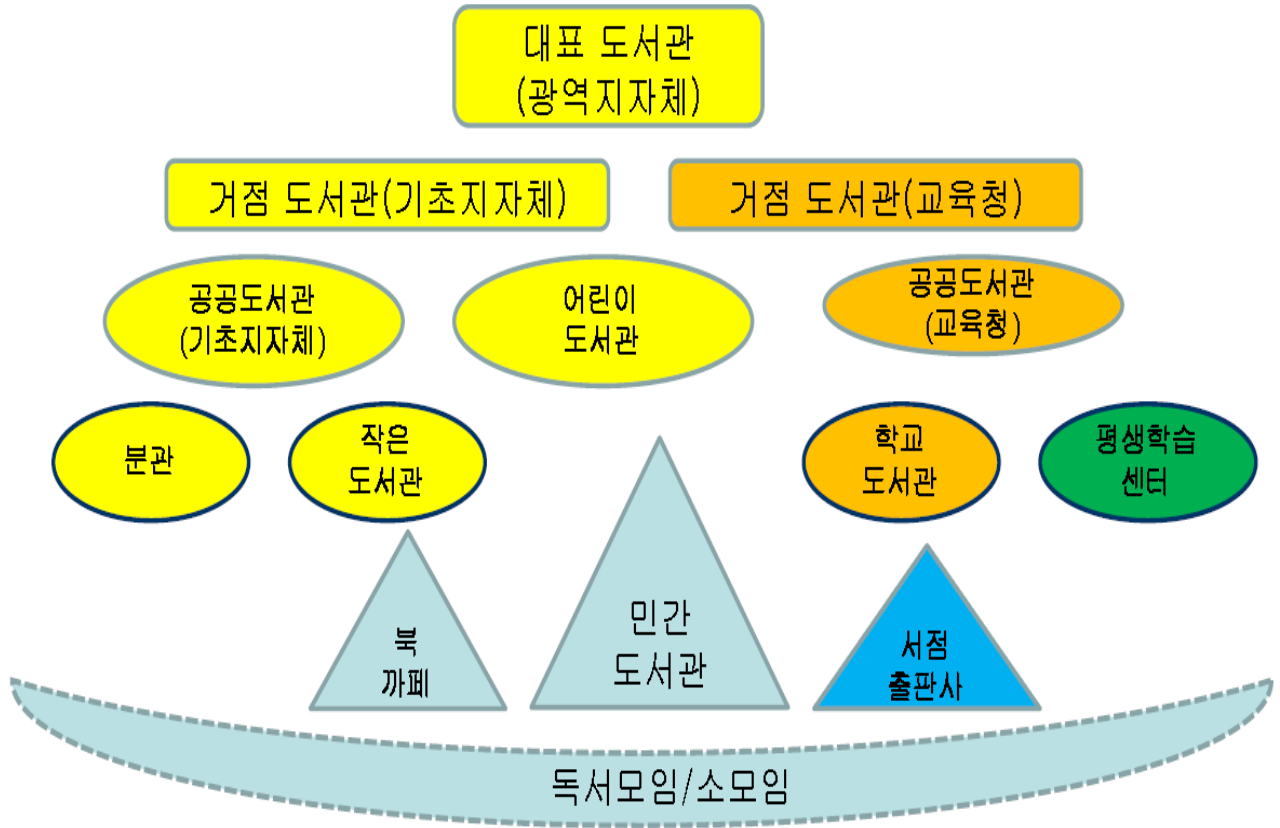 대표 도서관
(광역지자체)
거점 도서관(기초지자체)
거점 도서관(교육청)
공공도서관
(기초지자체)
어린이
도서관
공공도서관
(교육청)
분관
작은
도서관
학교
도서관
평생학습
센터
북
까페
민간
도서관
서점
출판사
독서모임/소모임